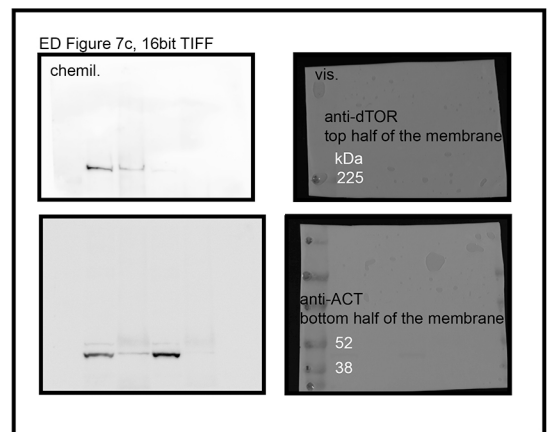 ED Figure 7c, 16bit TIFF
chemil.
vis.
anti-dTOR
top half of the membrane
kDa
225
anti-ACT
bottom half of the membrane
52
38